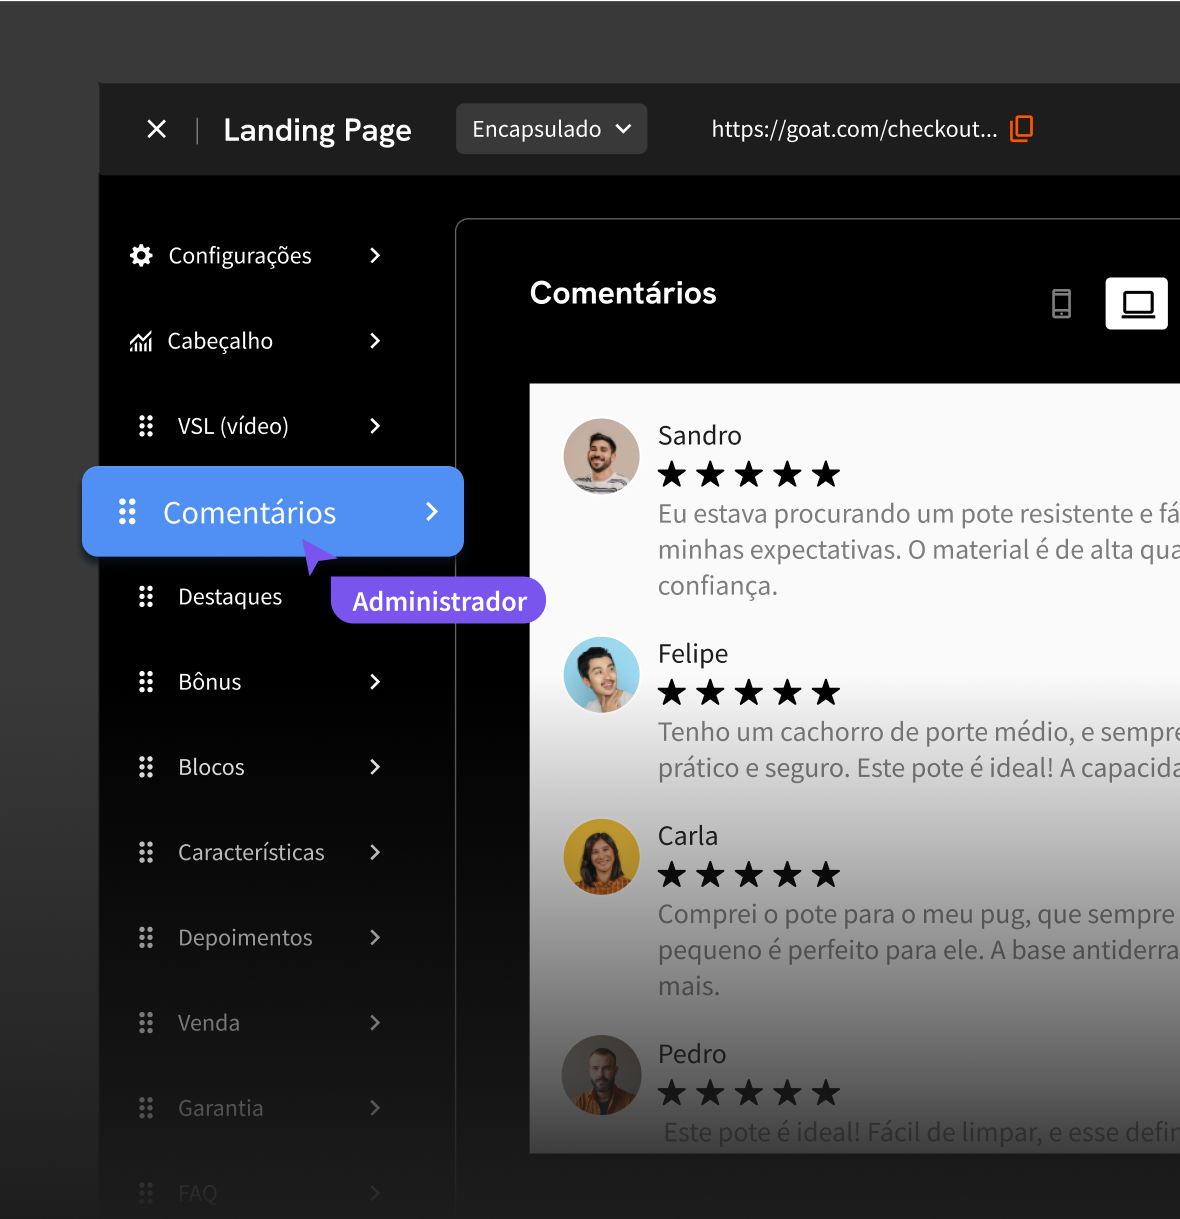 Landing Page
Encapsulado
https://goat.com/checkout...
Configurações
Cabeçalho
VSL (vídeo)
Comentários
Administrador
Destaques
Bônus
Blocos
Características
Depoimentos
Venda
Garantia
FAQ
Comentários
Sandro
Eu estava procurando um pote resistente e fá
minhas expectativas. O material é de alta qua
confiança.
Felipe
Tenho um cachorro de porte médio, e sempre
prático e seguro. Este pote é ideal! A capacida
Carla
Comprei o pote para o meu pug, que sempre
pequeno é perfeito para ele. A base antiderra
mais.
Pedro
Este pote é ideal! Fácil de limpar, e esse defin